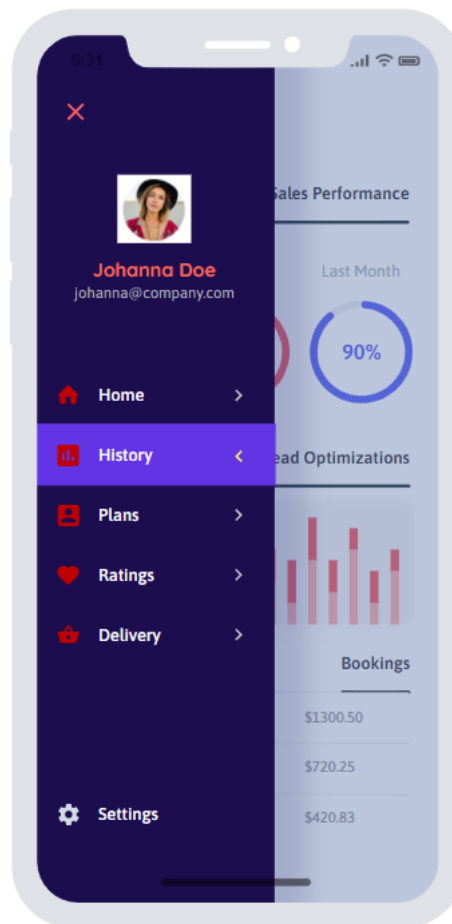 9:31
Johanna Doe
johanna@company.com
Home
History
Plans
Ratings
Delivery
Settings
Sales Performance
Last Month
90%
ead Optimizations
Bookings
$1300.50
$720.25
$420.83